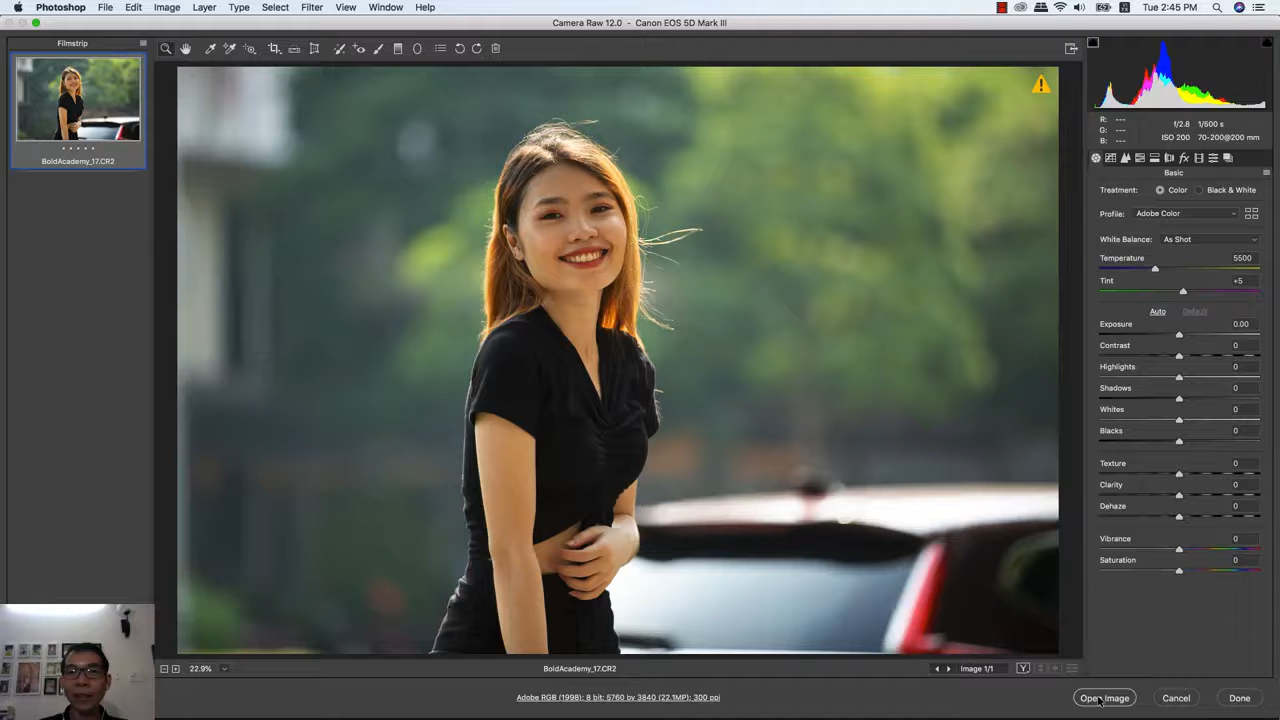 Photoshop File Edit Image Layer Type Select Filter View Window Help
Tue 2:45 PM
Camera Raw 12.0 - Canon EOS 5D Mark III
Filmstrip
BoldAcademy_17.CR2
R: ---
G: ---
B: ---
f/2.8 1/500 s
ISO 200 70-200@200 mm
Basic
Treatment: Color Black & White
Profile: Adobe Color
White Balance: As Shot
Temperature 5500
Tint +5
Auto Default
Exposure 0.00
Contrast 0
Highlights 0
Shadows 0
Whites 0
Blacks 0
Texture 0
Clarity 0
Dehaze 0
Vibrance 0
Saturation 0
22.9%
BoldAcademy_17.CR2
Image 1/1
Y
Adobe RGB (1998); 8 bit; 5760 by 3840 (22.1MP); 300 ppi
Open Image Cancel Done